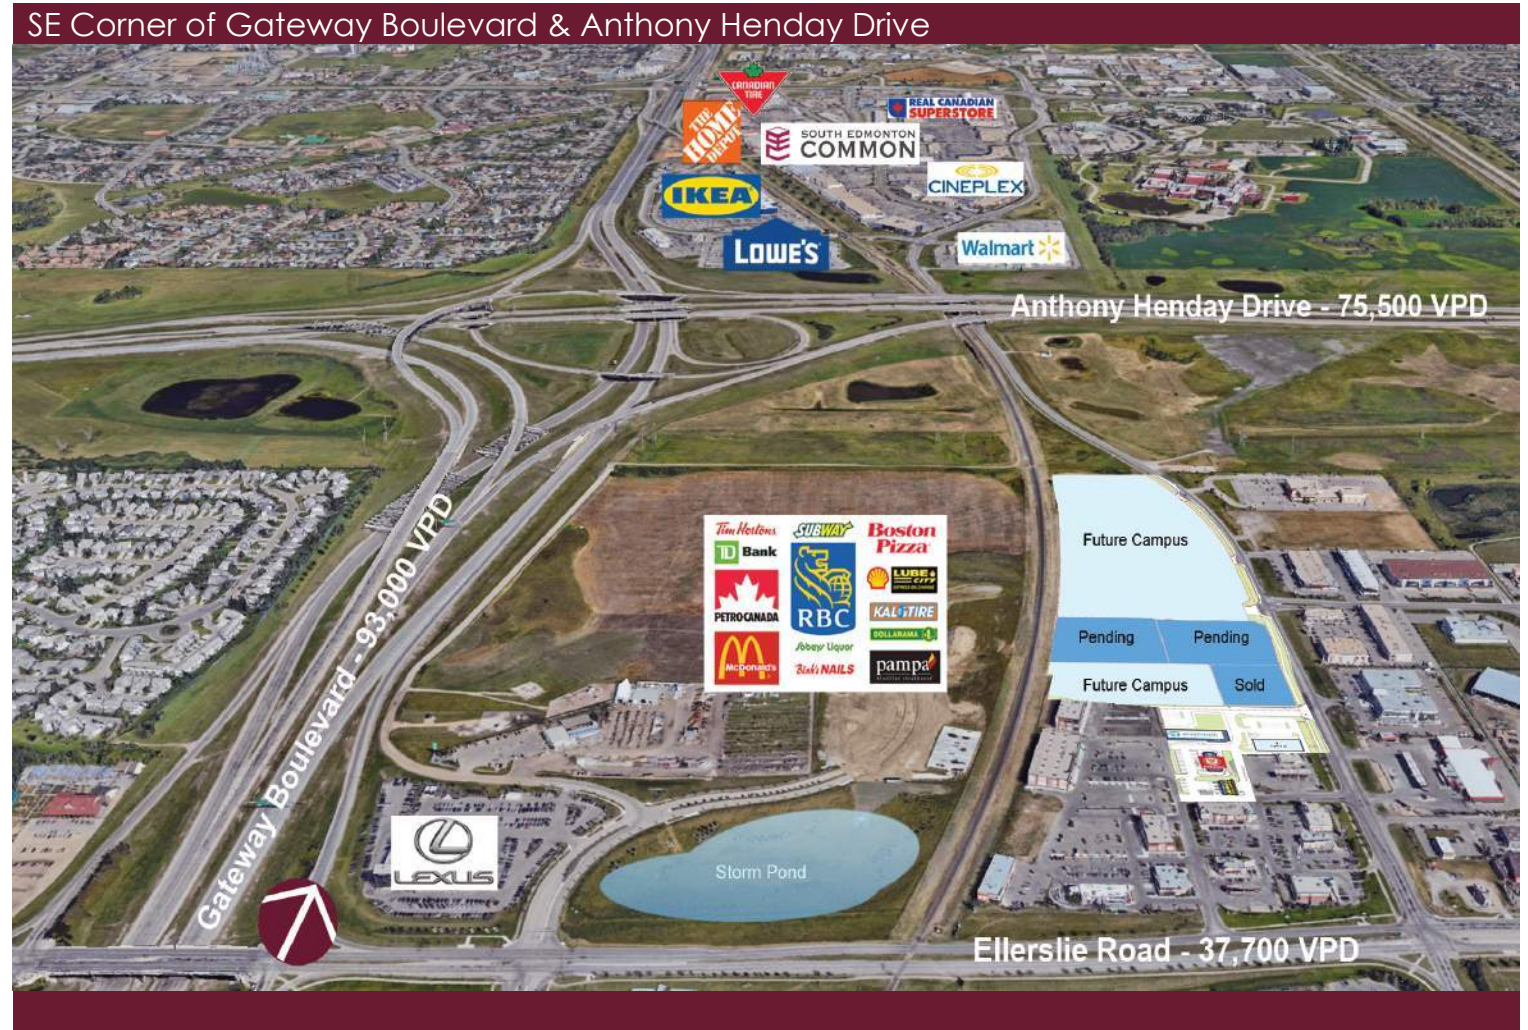 SE Corner of Gateway Boulevard & Anthony Henday Drive
CANADIAN
TIRE
THE
HOME
DEPOT
REAL CANADIAN
SUPERSTORE
SOUTH EDMONTON
COMMON
CINEPLEX
IKEA
LOWE'S
Walmart
Anthony Henday Drive - 75,500 VPD
Gateway Boulevard - 93,000 VPD
Tim Hortons
SUBWAY
Boston
Pizza
TD Bank
LUBE
CITY
PETRO CANADA
RBC
KAL TIRE
DOLLARAMA
McDonald's
Sobeys Liquor
Bink's NAILS
pampa
Future Campus
Pending
Pending
Future Campus
Sold
LEXUS
Storm Pond
Ellerslie Road - 37,700 VPD